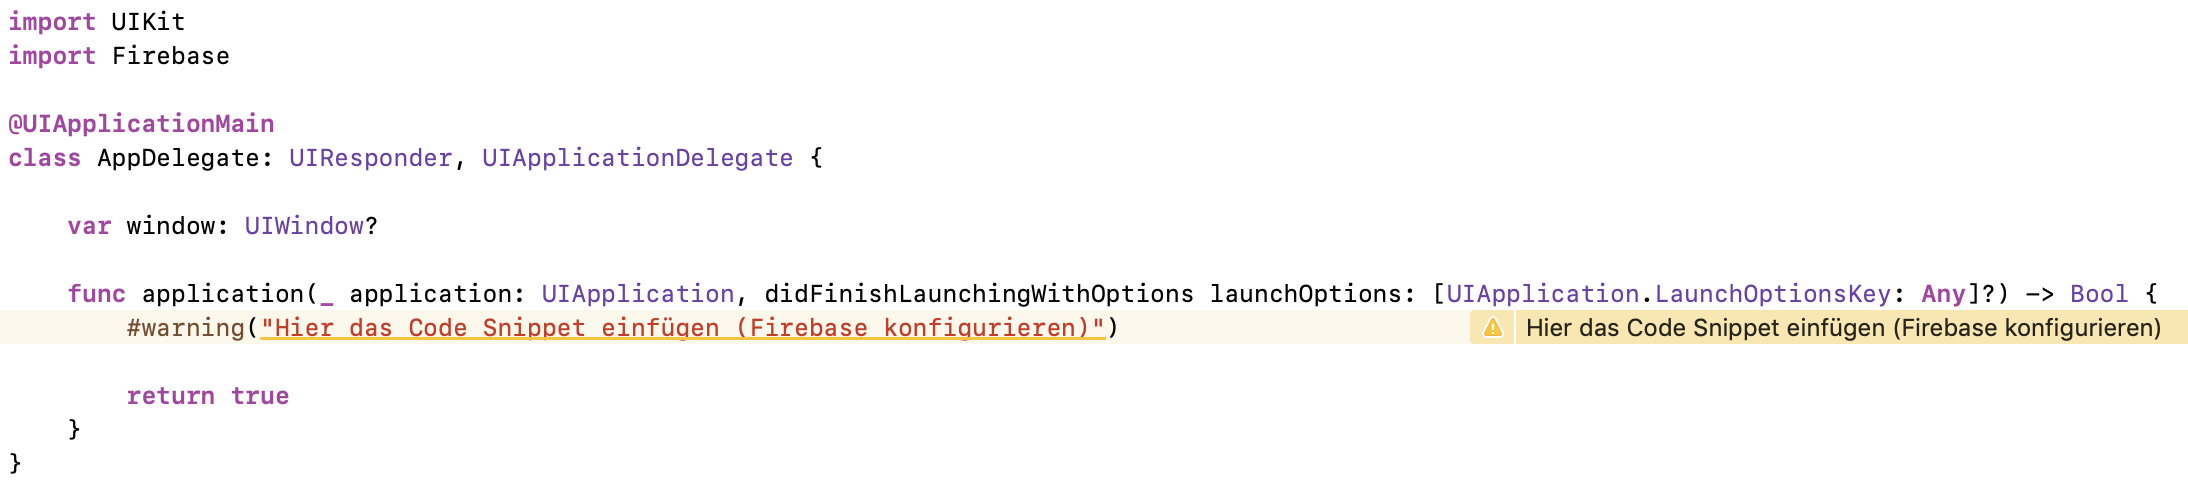 import UIKit
import Firebase
@UIApplicationMain
class AppDelegate: UIResponder, UIApplicationDelegate {
var window: UIWindow?
func application(_ application: UIApplication, didFinishLaunchingWithOptions launchOptions: [UIApplication.LaunchOptionsKey: Any]?) -> Bool {
#warning("Hier das Code Snippet einfügen (Firebase konfigurieren)")
Hier das Code Snippet einfügen (Firebase konfigurieren)
return true
}
}